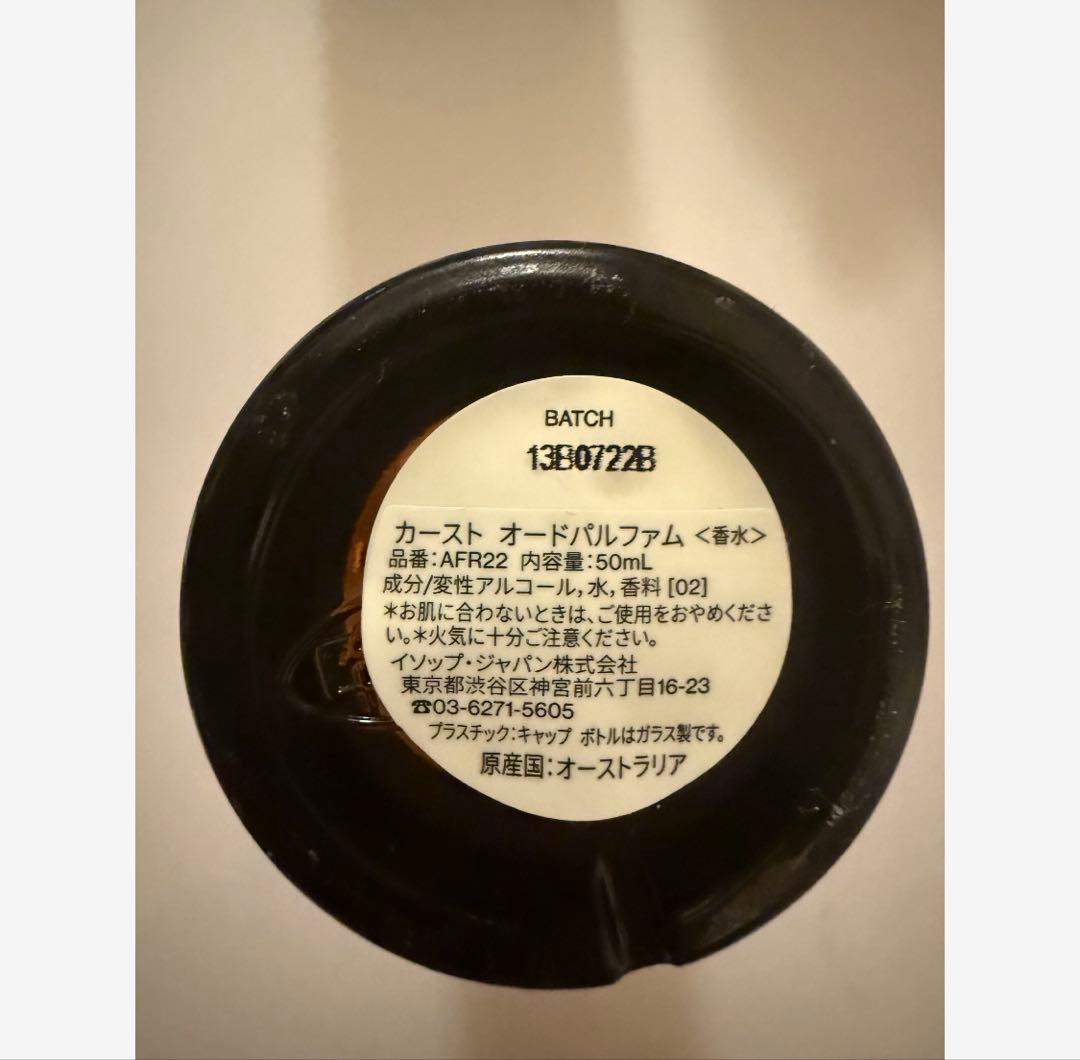 BATCH
13B0722B
カースト オードパルファム <香水>
品番:AFR22 内容量:50mL
成分/変性アルコール,水,香料 [02]
*お肌に合わないときは、ご使用をおやめくださ
い。*火気に十分ご注意ください。
イソップ・ジャパン株式会社
東京都渋谷区神宮前六丁目16-23
☎03-6271-5605
プラスチック:キャップ ボトルはガラス製です。
原産国:オーストラリア